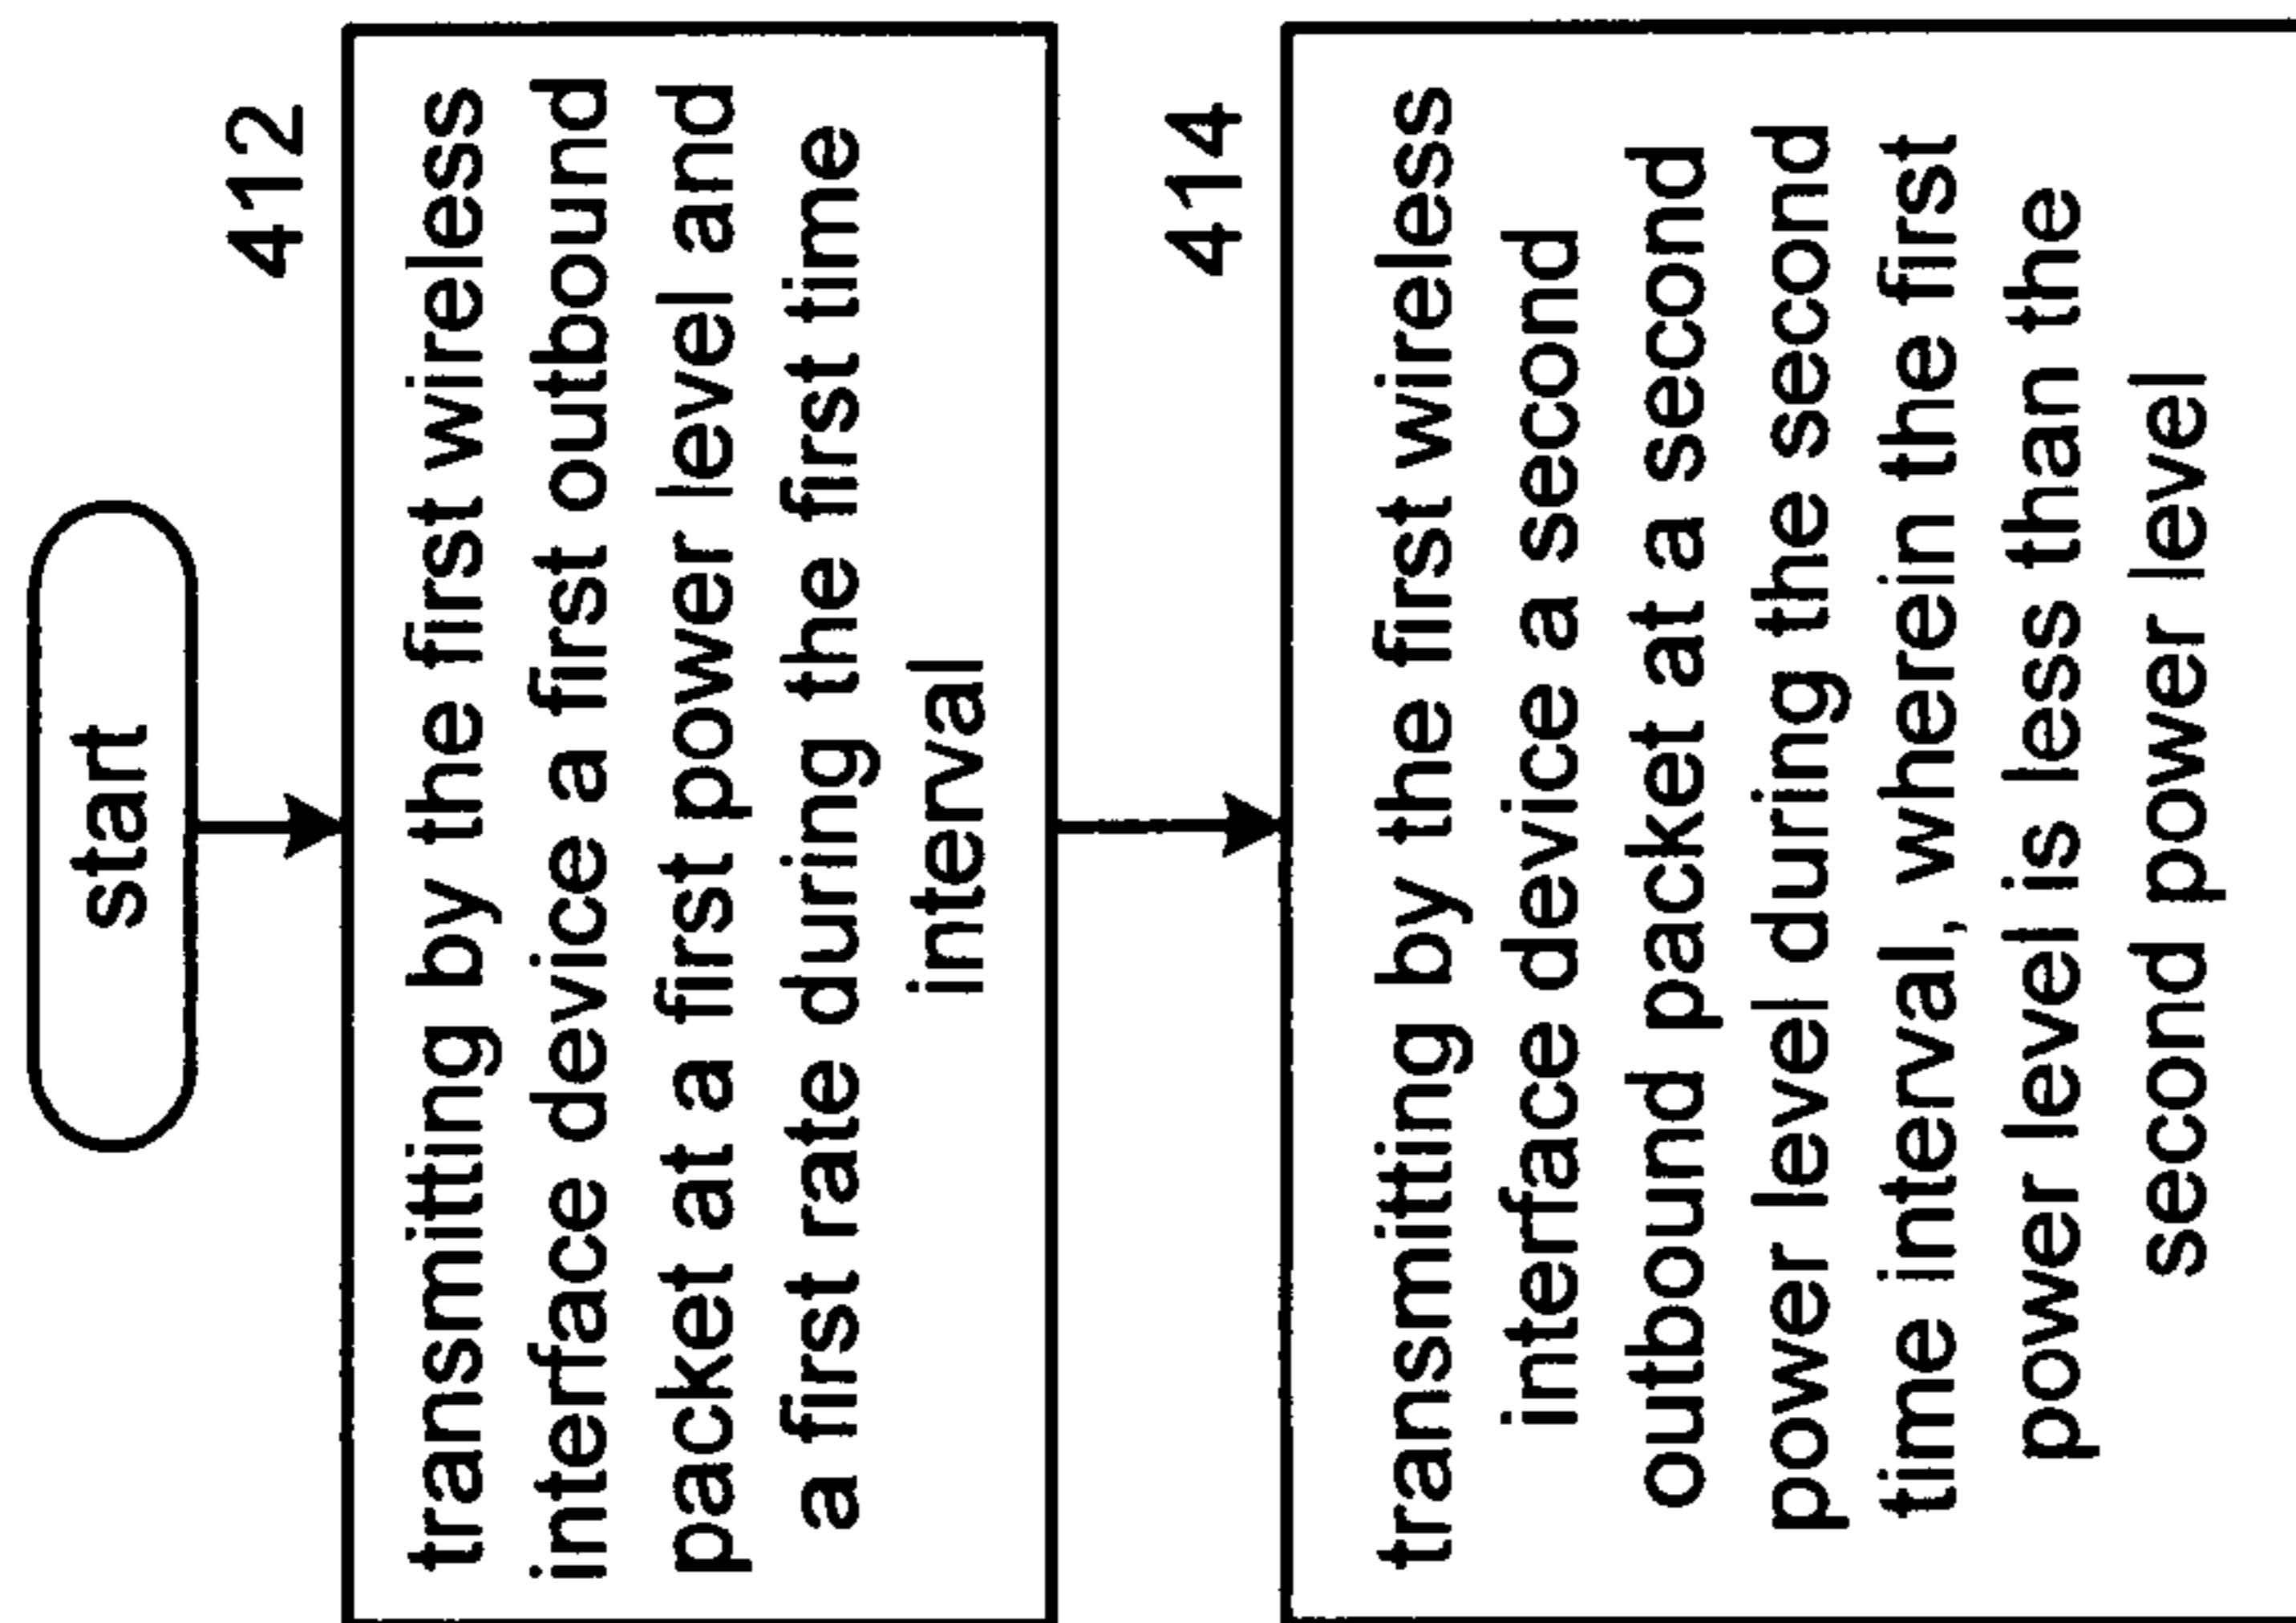 start
412
transmitting by the first wireless
interface device a first outbound
packet at a first power level and
a first rate during the first time
interval
414
transmitting by the first wireless
interface device a second
outbound packet at a second
power level during the second
time interval, wherein the first
power level is less than the
second power level